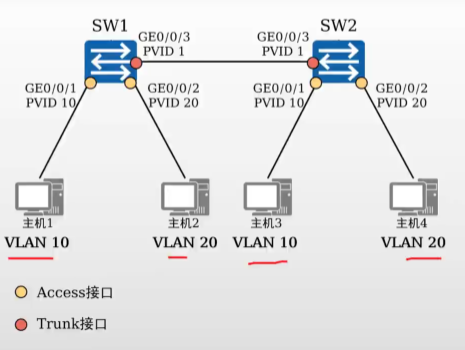 SW1
SW2
GE0/0/3
PVID 1
GE0/0/3
PVID 1
GE0/0/1
PVID 10
GE0/0/2
PVID 20
GE0/0/1
PVID 10
GE0/0/2
PVID 20
主机1
主机2
主机3
主机4
VLAN 10
VLAN 20
VLAN 10
VLAN 20
Access接口
Trunk接口